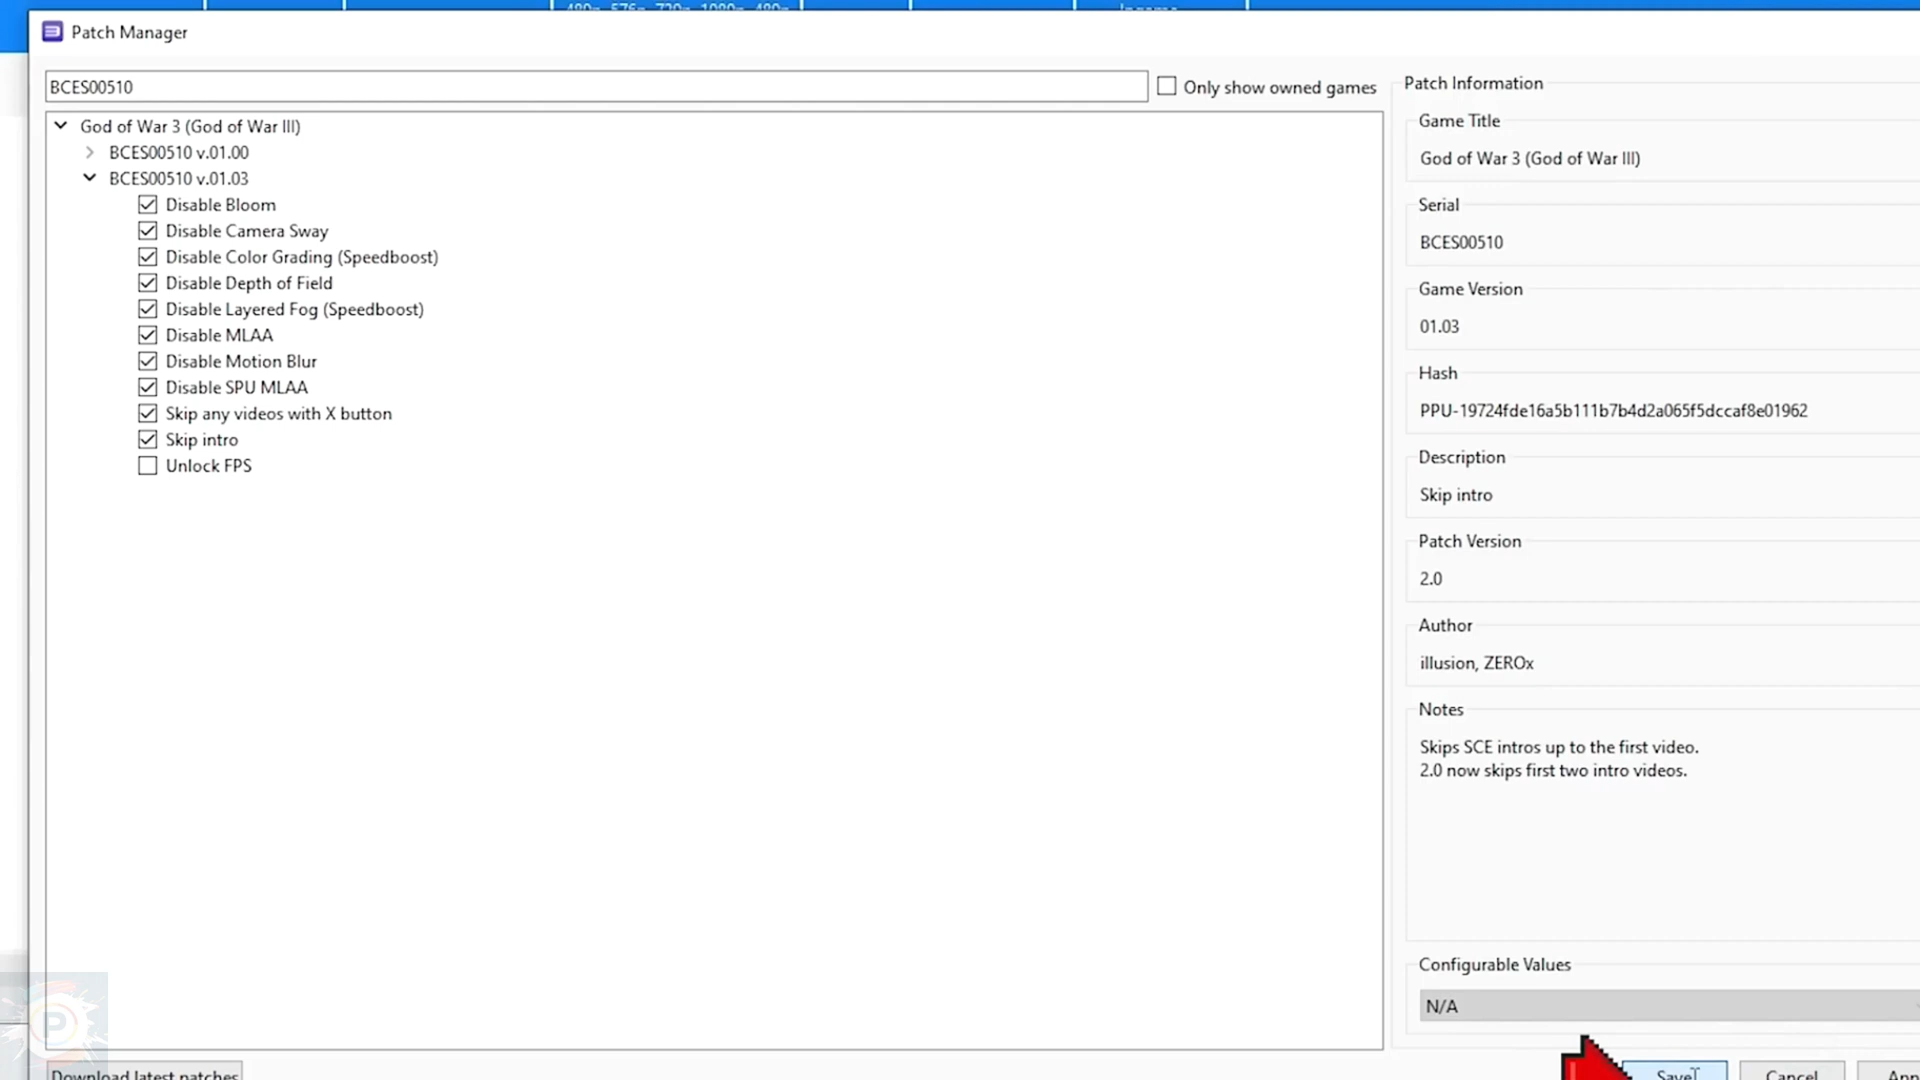 Patch Manager
BCES00510
Only show owned games
God of War 3 (God of War III)
BCES00510 v.01.00
BCES00510 v.01.03
Disable Bloom
Disable Camera Sway
Disable Color Grading (Speedboost)
Disable Depth of Field
Disable Layered Fog (Speedboost)
Disable MLAA
Disable Motion Blur
Disable SPU MLAA
Skip any videos with X button
Skip intro
Unlock FPS
Patch Information
Game Title
God of War 3 (God of War III)
Serial
BCES00510
Game Version
01.03
Hash
PPU-19724fde16a5b111b7b4d2a065f5dccaf8e01962
Description
Skip intro
Patch Version
2.0
Author
illusion, ZEROx
Notes
Skips SCE intros up to the first video.
2.0 now skips first two intro videos.
Configurable Values
N/A
Download latest patches
Save
Cancel
P